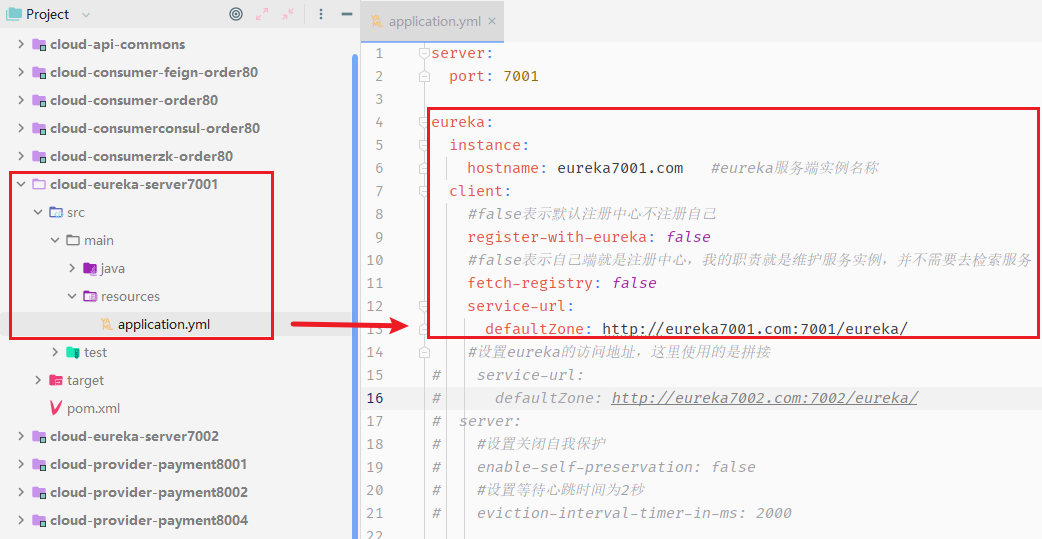 Project
cloud-api-commons
cloud-consumer-feign-order80
cloud-consumer-order80
cloud-consumerconsul-order80
cloud-consumerzk-order80
cloud-eureka-server7001
src
main
java
resources
application.yml
test
target
pom.xml
cloud-eureka-server7002
cloud-provider-payment8001
cloud-provider-payment8002
cloud-provider-payment8004
application.yml
1 server:
2 port: 7001
3
4 eureka:
5 instance:
6 hostname: eureka7001.com #eureka服务端实例名称
7 client:
8 #false表示默认注册中心不注册自己
9 register-with-eureka: false
10 #false表示自己端就是注册中心，我的职责就是维护服务实例，并不需要去检索服务
11 fetch-registry: false
12 service-url:
13 defaultZone: http://eureka7001.com:7001/eureka/
14 #设置eureka的访问地址，这里使用的是拼接
15 # service-url:
16 # defaultZone: http://eureka7002.com:7002/eureka/
17 # server:
18 # #设置关闭自我保护
19 # enable-self-preservation: false
20 # #设置等待心跳时间为2秒
21 # eviction-interval-timer-in-ms: 2000
22